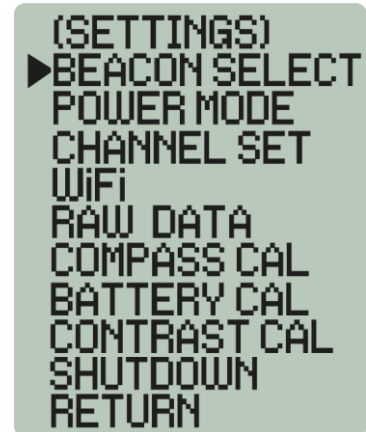 (SETTINGS)
BEACON SELECT
POWER MODE
CHANNEL SET
WiFi
RAW DATA
COMPASS CAL
BATTERY CAL
CONTRAST CAL
SHUTDOWN
RETURN